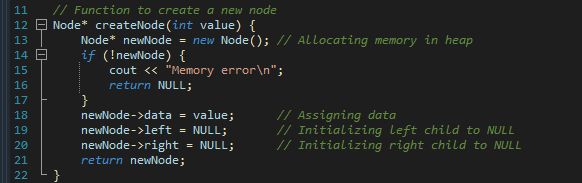 11 // Function to create a new node
12 Node* createNode(int value) {
13 Node* newNode = new Node(); // Allocating memory in heap
14 if (!newNode) {
15 cout << "Memory error\n";
16 return NULL;
17 }
18 newNode->data = value; // Assigning data
19 newNode->left = NULL; // Initializing left child to NULL
20 newNode->right = NULL; // Initializing right child to NULL
21 return newNode;
22 }